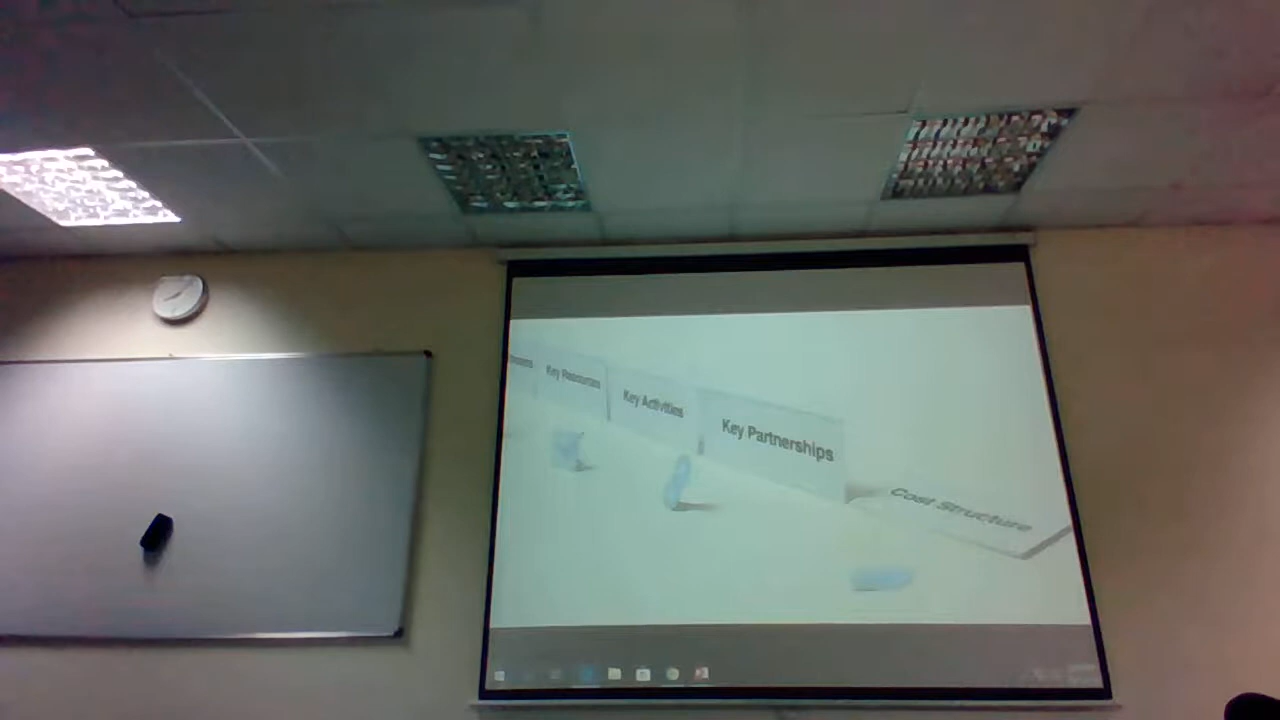 Key Resources
Key Activities
Key Partnerships
Cost Structure